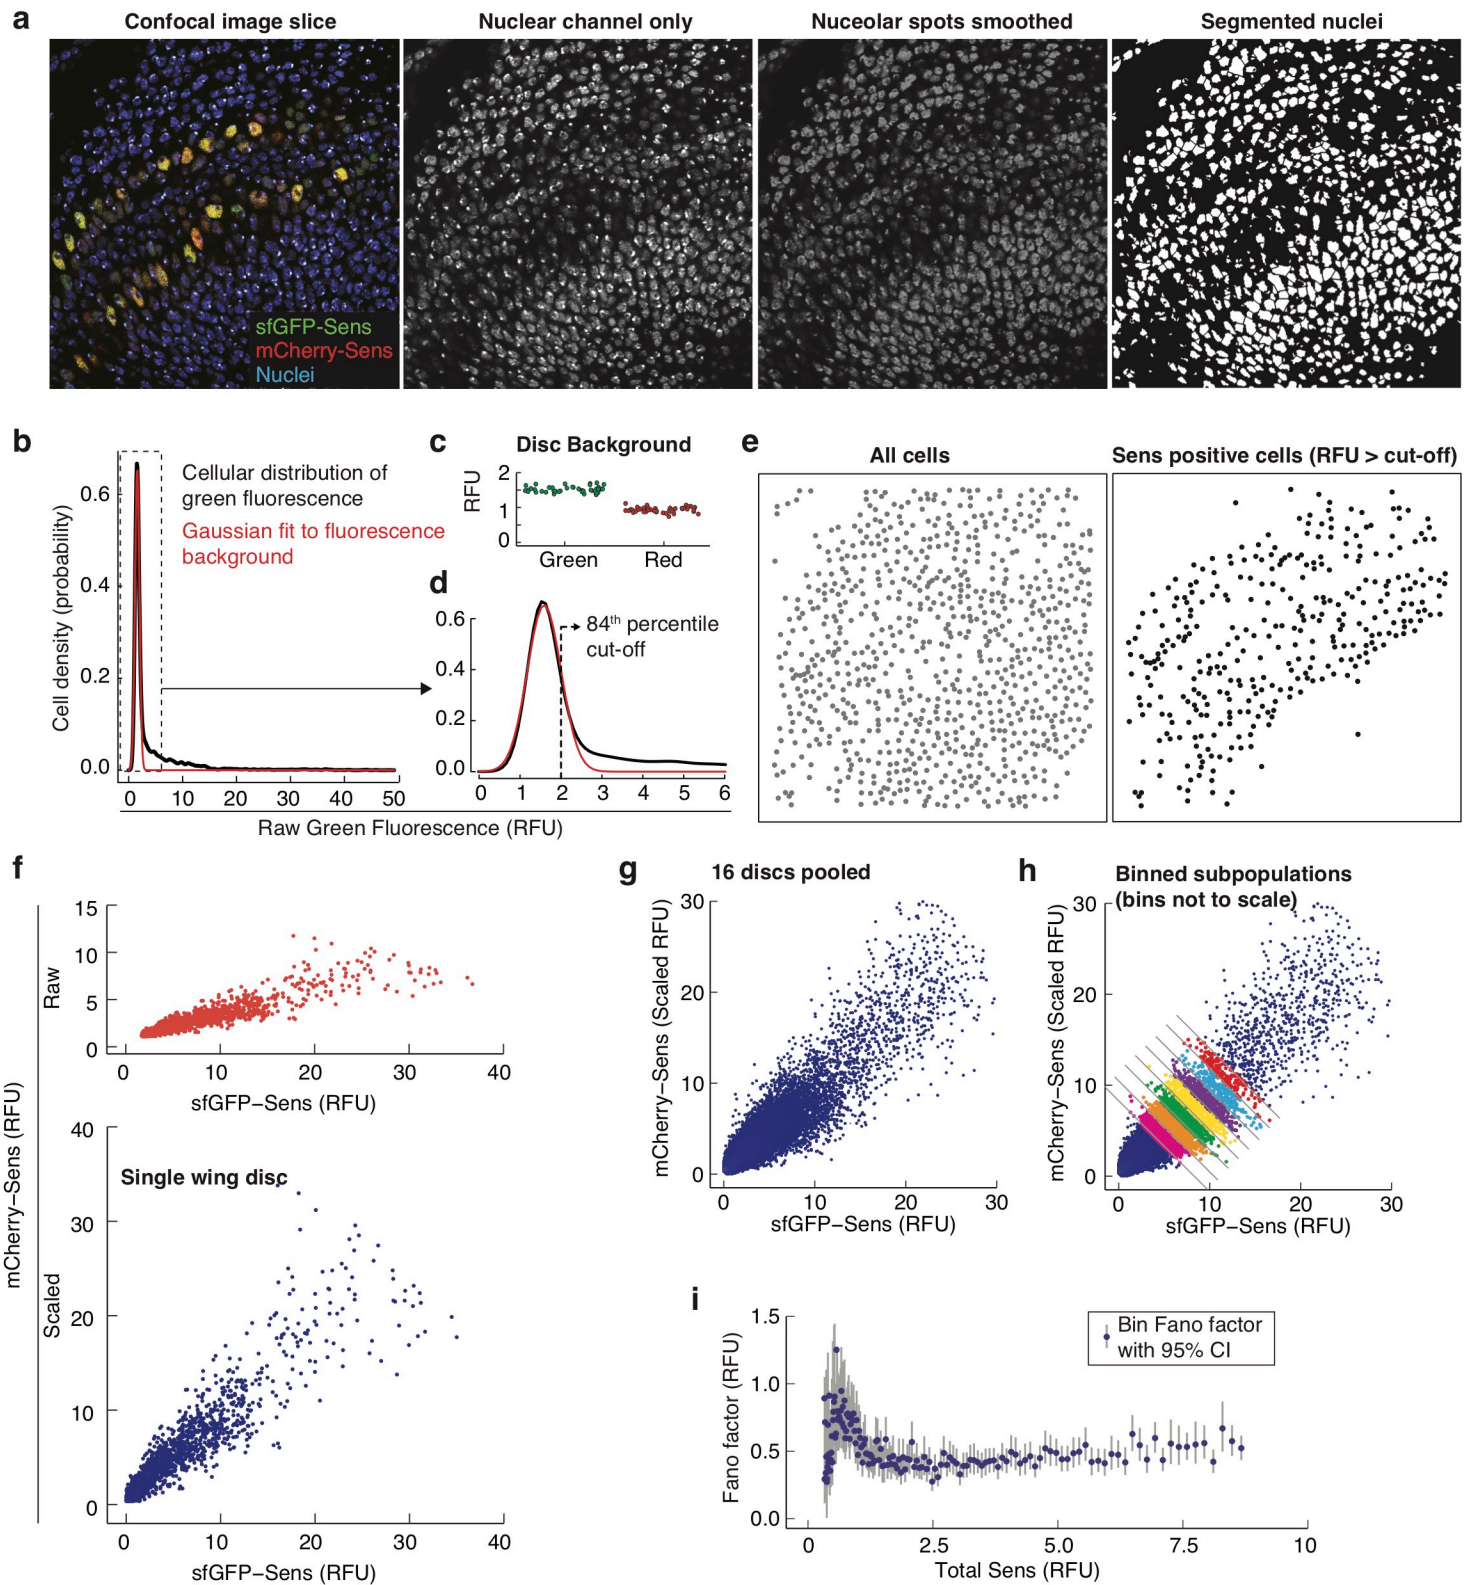 a
Confocal image slice
Nuclear channel only
Nuceolar spots smoothed
Segmented nuclei
sfGFP-Sens
mCherry-Sens
Nuclei
b
Cellular distribution of
green fluorescence
Gaussian fit to fluorescence
background
Cell density (probability)
0.6
0.4
0.2
0.0
0 10 20 30 40 50
Raw Green Fluorescence (RFU)
c
Disc Background
RFU
2
1
0
Green
Red
d
84th percentile
cut-off
0.6
0.4
0.2
0.0
0 1 2 3 4 5 6
e
All cells
Sens positive cells (RFU > cut-off)
f
mCherry-Sens (RFU)
Raw
15
10
5
0
0 10 20 30 40
sfGFP–Sens (RFU)
Scaled
Single wing disc
40
30
20
10
0
0 10 20 30 40
sfGFP–Sens (RFU)
g
16 discs pooled
mCherry–Sens (Scaled RFU)
30
20
10
0
0 10 20 30
sfGFP–Sens (RFU)
h
Binned subpopulations
(bins not to scale)
mCherry–Sens (Scaled RFU)
30
20
10
0
0 10 20 30
sfGFP–Sens (RFU)
i
Bin Fano factor
with 95% CI
Fano factor (RFU)
1.5
1.0
0.5
0.0
0 2.5 5.0 7.5 10
Total Sens (RFU)